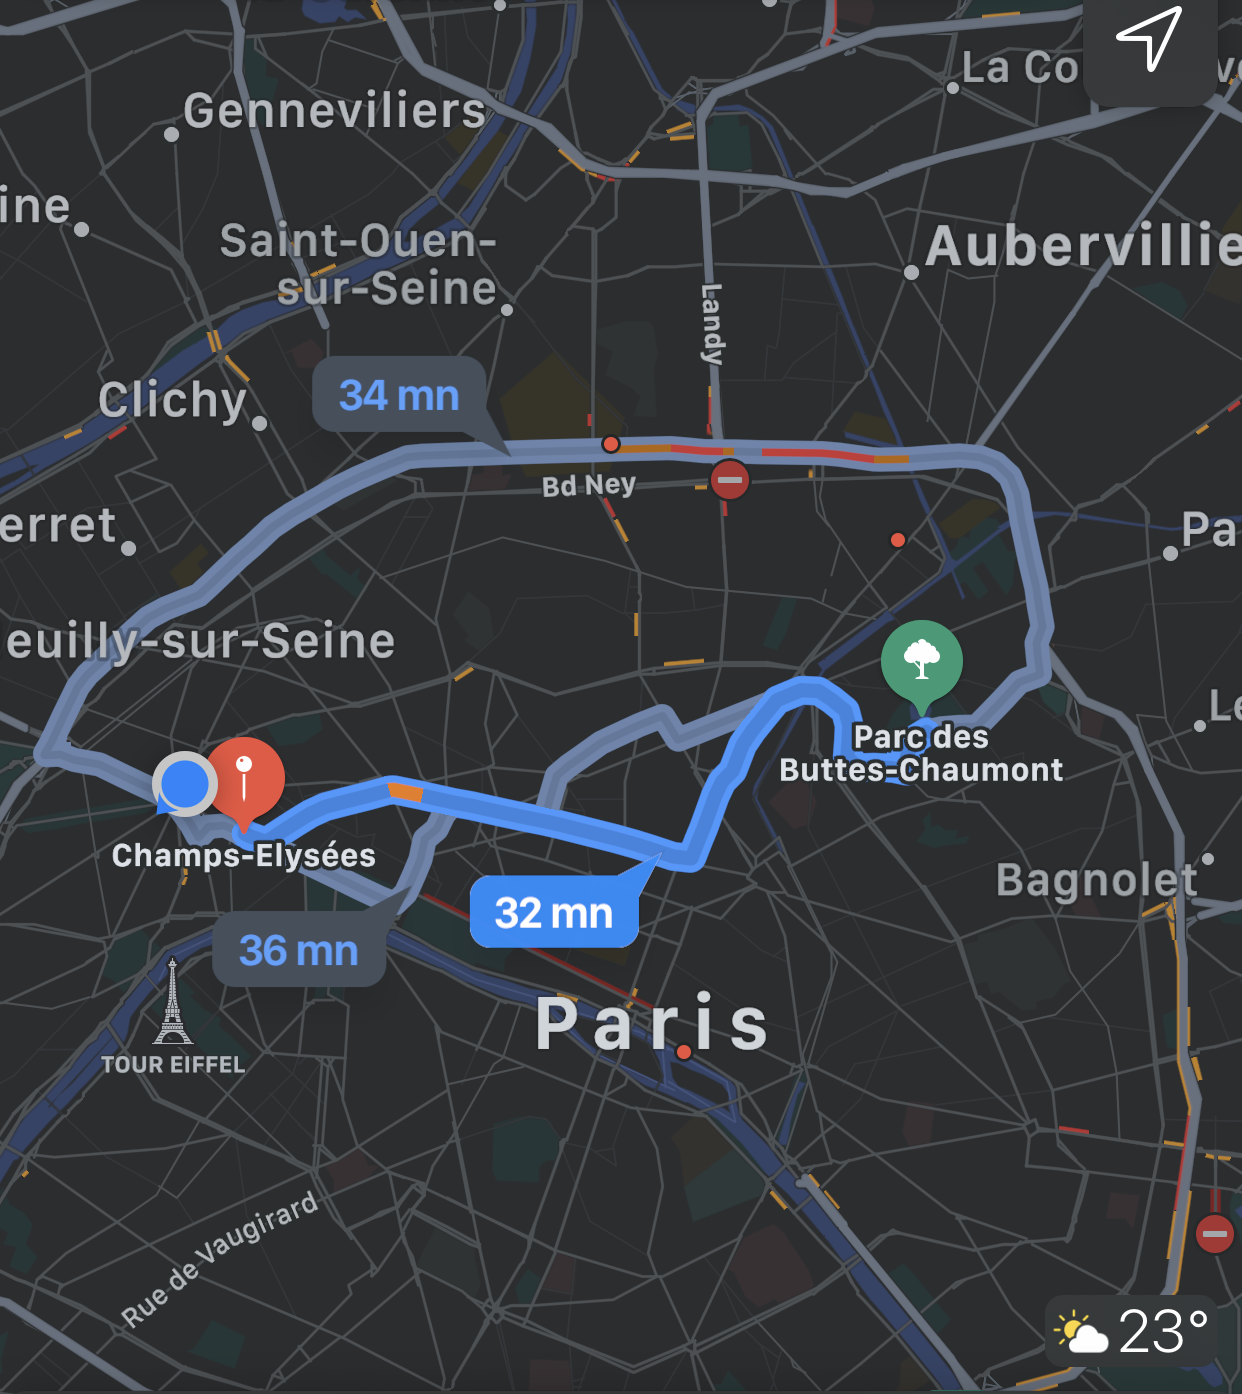 La Co
Gennevilliers
ine
Saint-Ouen-
sur-Seine
Aubervillie
Landy
34 mn
Clichy
Bd Ney
erret
Pa
euilly-sur-Seine
Le
Parc des
Buttes-Chaumont
Champs-Elysées
32 mn
Bagnolet
36 mn
Paris
TOUR EIFFEL
Rue de Vaugirard
23°